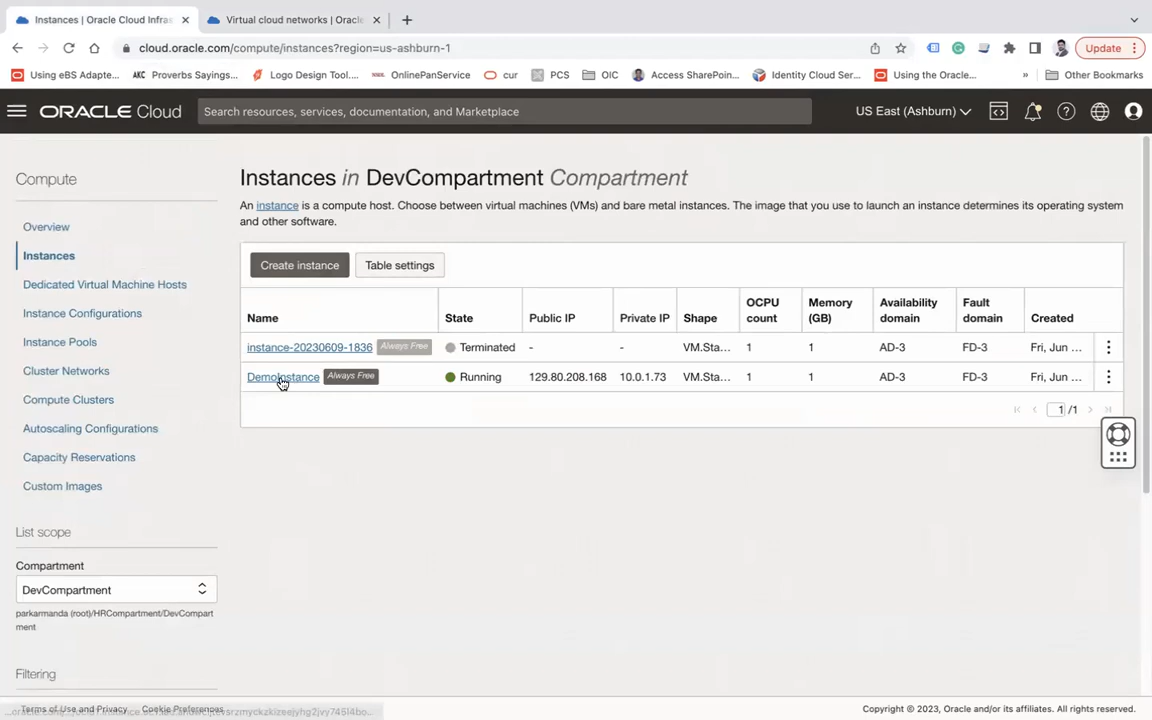 Instances | Oracle Cloud Infras
Virtual cloud networks | Oracle
cloud.oracle.com/compute/instances?region=us-ashburn-1
Update
Using eBS Adapte...
AKC Proverbs Sayings...
Logo Design Tool....
OnlinePanService
cur
PCS
OIC
Access SharePoin...
Identity Cloud Ser...
Using the Oracle...
»
Other Bookmarks
ORACLE Cloud
Search resources, services, documentation, and Marketplace
US East (Ashburn)
Compute
Overview
Instances
Dedicated Virtual Machine Hosts
Instance Configurations
Instance Pools
Cluster Networks
Compute Clusters
Autoscaling Configurations
Capacity Reservations
Custom Images
List scope
Compartment
DevCompartment
parkarmanda (root)/HRCompartment/DevCompart
ment
Filtering
Instances in DevCompartment Compartment
An instance is a compute host. Choose between virtual machines (VMs) and bare metal instances. The image that you use to launch an instance determines its operating system
and other software.
Create instance
Table settings
Name State Public IP Private IP Shape OCPU count Memory (GB) Availability domain Fault domain Created
instance-20230609-1836 Always Free Terminated - - VM.Sta... 1 1 AD-3 FD-3 Fri, Jun ...
DemoInstance Always Free Running 129.80.208.168 10.0.1.73 VM.Sta... 1 1 AD-3 FD-3 Fri, Jun ...
1 /1
Terms of Use and Privacy
Cookie Preferences
Copyright © 2023, Oracle and/or its affiliates. All rights reserved.